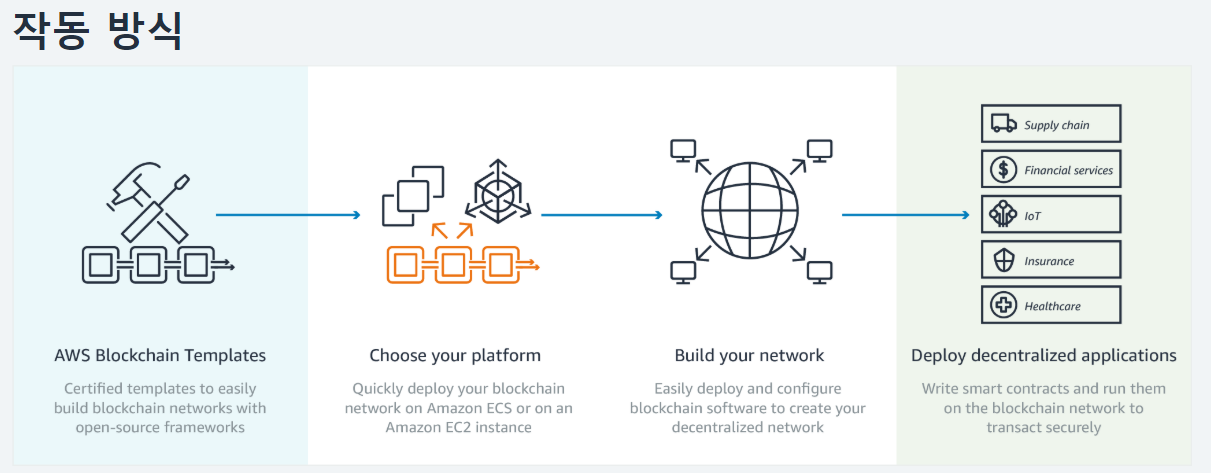 작동 방식
Supply chain
Financial services
IoT
Insurance
Healthcare
AWS Blockchain Templates
Certified templates to easily
build blockchain networks with
open-source frameworks
Choose your platform
Quickly deploy your blockchain
network on Amazon ECS or on an
Amazon EC2 instance
Build your network
Easily deploy and configure
blockchain software to create your
decentralized network
Deploy decentralized applications
Write smart contracts and run them
on the blockchain network to
transact securely